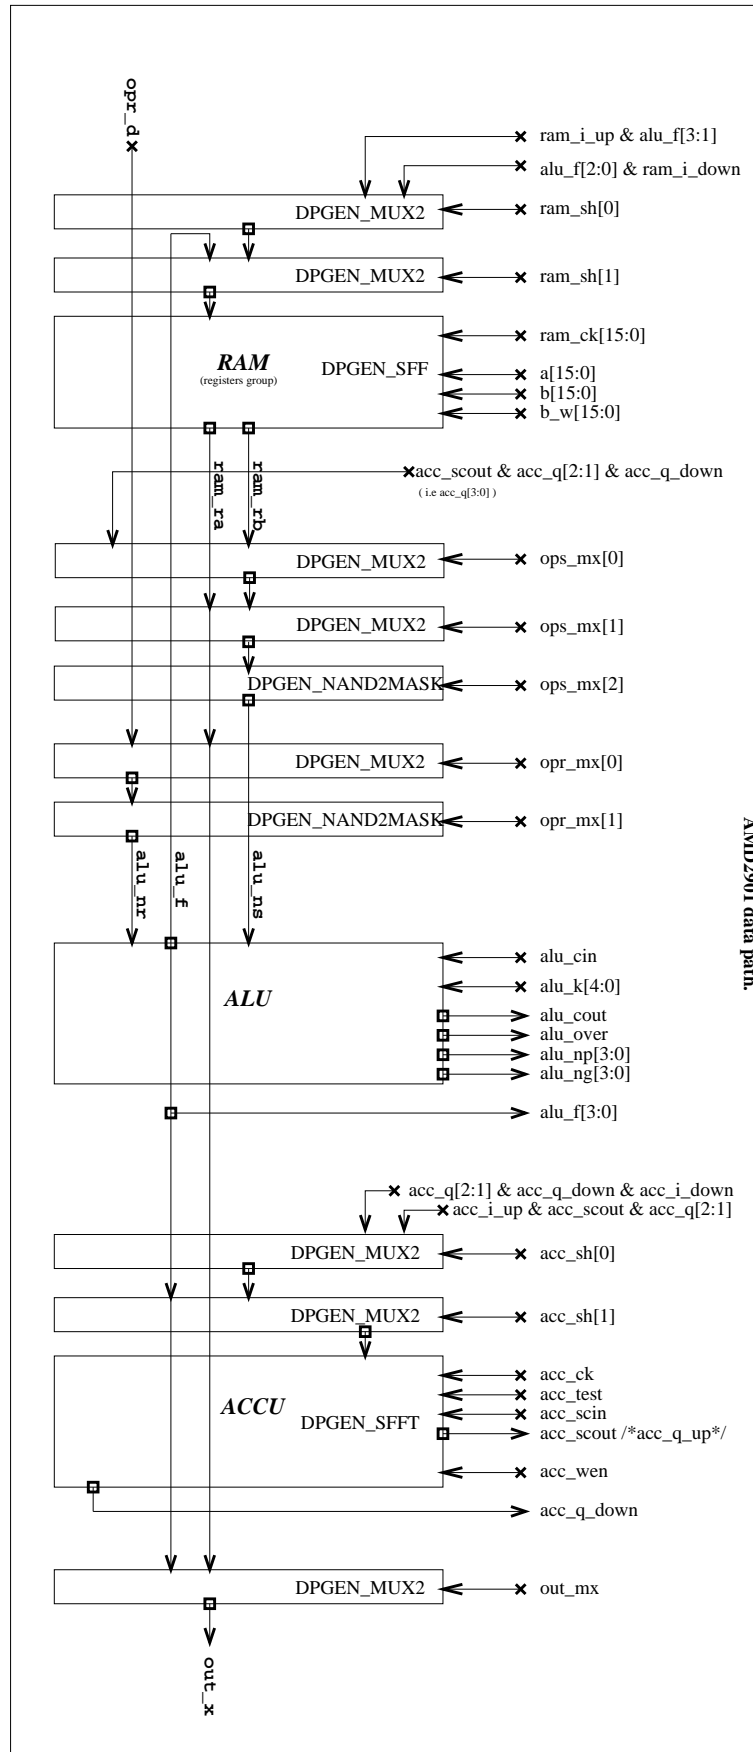 opr_d
ram_i_up & alu_f[3:1]
alu_f[2:0] & ram_i_down
DPGEN_MUX2
ram_sh[0]
DPGEN_MUX2
ram_sh[1]
RAM
(registers group)
DPGEN_SFF
ram_ck[15:0]
a[15:0]
b[15:0]
b_w[15:0]
ram_ra
ram_rb
acc_scout & acc_q[2:1] & acc_q_down
( i.e acc_q[3:0] )
DPGEN_MUX2
ops_mx[0]
DPGEN_MUX2
ops_mx[1]
DPGEN_NAND2MASK
ops_mx[2]
DPGEN_MUX2
opr_mx[0]
DPGEN_NAND2MASK
opr_mx[1]
alu_nr
alu_f
alu_ns
AMD2901 data path.
ALU
alu_cin
alu_k[4:0]
alu_cout
alu_over
alu_np[3:0]
alu_ng[3:0]
alu_f[3:0]
acc_q[2:1] & acc_q_down & acc_i_down
acc_i_up & acc_scout & acc_q[2:1]
DPGEN_MUX2
acc_sh[0]
DPGEN_MUX2
acc_sh[1]
ACCU
DPGEN_SFFT
acc_ck
acc_test
acc_scin
acc_scout /*acc_q_up*/
acc_wen
acc_q_down
DPGEN_MUX2
out_mx
out_x